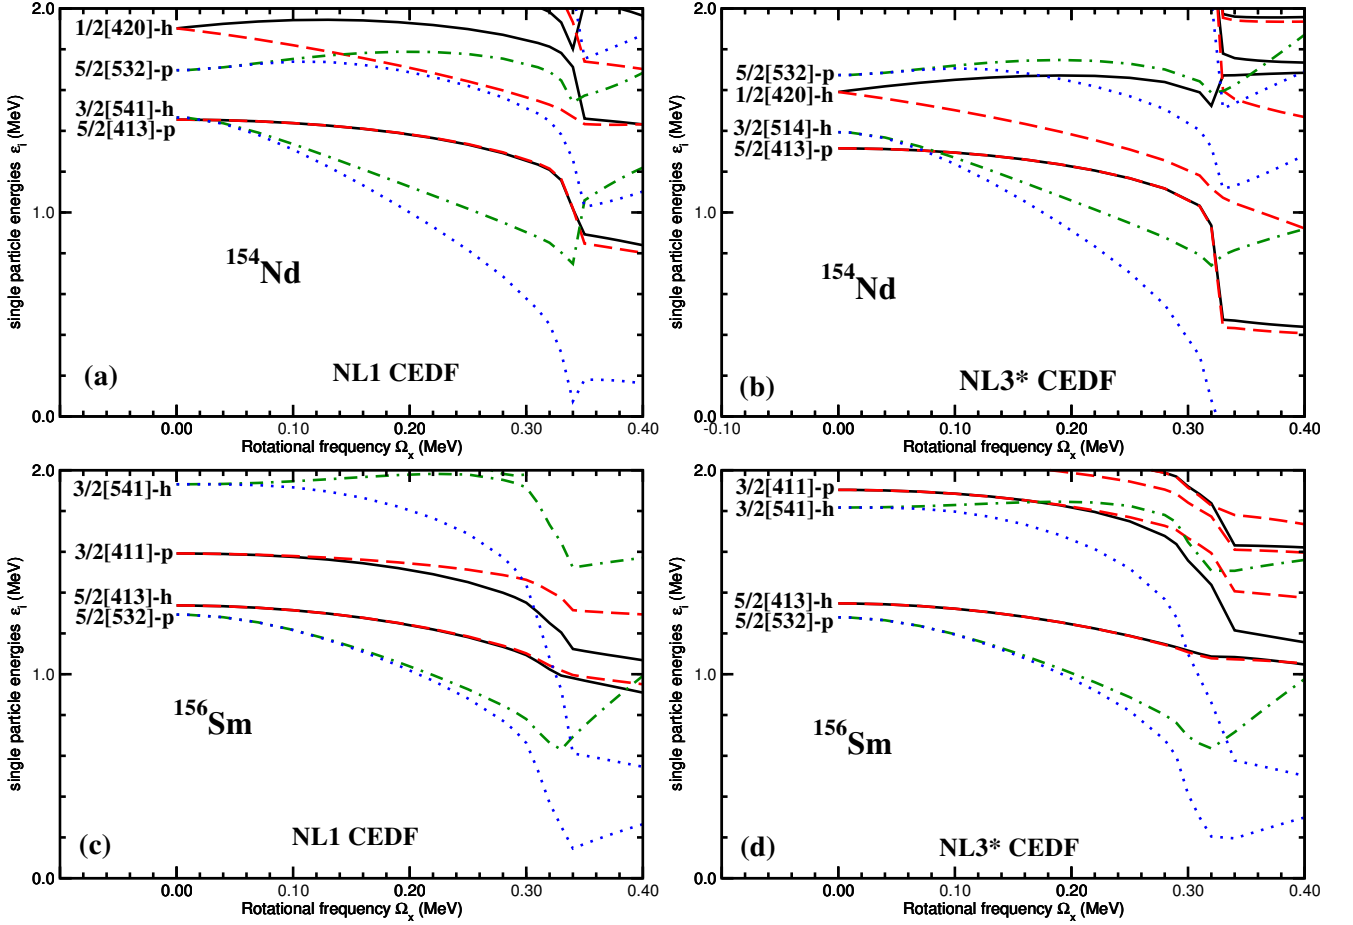 2.0
1/2[420]-h
5/2[532]-p
3/2[541]-h
5/2[413]-p
1.0
single particle energies ε_i (MeV)
154Nd
(a)
NL1 CEDF
0.0
0.00 0.10 0.20 0.30 0.40
Rotational frequency Ω_x (MeV)
2.0
5/2[532]-p
1/2[420]-h
3/2[514]-h
5/2[413]-p
1.0
single particle energies ε_i (MeV)
154Nd
(b)
NL3* CEDF
0.0
-0.10 0.00 0.10 0.20 0.30 0.40
Rotational frequency Ω_x (MeV)
2.0
3/2[541]-h
3/2[411]-p
5/2[413]-h
5/2[532]-p
1.0
single particle energies ε_i (MeV)
156Sm
(c)
NL1 CEDF
0.0
0.00 0.10 0.20 0.30 0.40
Rotational frequency Ω_x (MeV)
2.0
3/2[411]-p
3/2[541]-h
5/2[413]-h
5/2[532]-p
1.0
single particle energies ε_i (MeV)
156Sm
(d)
NL3* CEDF
0.0
0.00 0.10 0.20 0.30 0.40
Rotational frequency Ω_x (MeV)